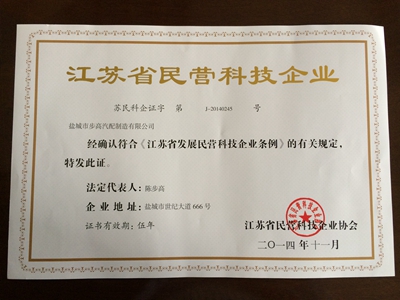 江苏省民营科技企业
苏民科企证字 第 J-20140245 号
盐城市步高汽配制造有限公司
经确认符合《江苏省发展民营科技企业条例》的有关规定，
特发此证。
法定代表人：陈步高
企业地址：盐城市世纪大道666号
证书有效期：伍年
江苏省民营科技企业协会
二〇一四年十一月